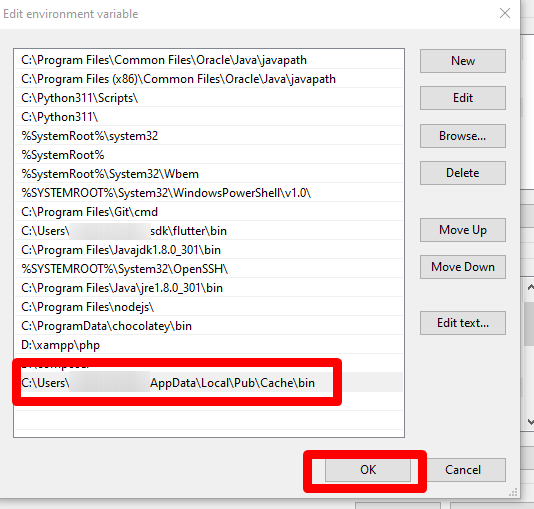 Edit environment variable
C:\Program Files\Common Files\Oracle\Java\javapath
C:\Program Files (x86)\Common Files\Oracle\Java\javapath
C:\Python311\Scripts\
C:\Python311\
%SystemRoot%\system32
%SystemRoot%
%SystemRoot%\System32\Wbem
%SYSTEMROOT%\System32\WindowsPowerShell\v1.0\
C:\Program Files\Git\cmd
C:\Users\ sdk\flutter\bin
C:\Program Files\Javajdk1.8.0_301\bin
%SYSTEMROOT%\System32\OpenSSH\
C:\Program Files\Java\jre1.8.0_301\bin
C:\Program Files\nodejs\
C:\ProgramData\chocolatey\bin
D:\xampp\php
C:\Users\ AppData\Local\Pub\Cache\bin
New
Edit
Browse...
Delete
Move Up
Move Down
Edit text...
OK
Cancel